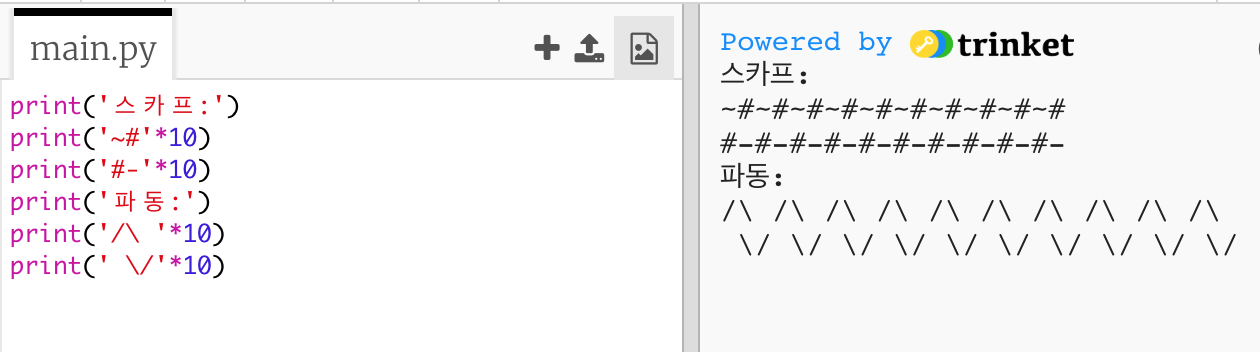 main.py
print('스카프:')
print('~#'*10)
print('#-'*10)
print('파동:')
print('/\ '*10)
print(' \/'*10)
Powered by trinket
스카프:
~#~#~#~#~#~#~#~#~#~#
#-#-#-#-#-#-#-#-#-#-
파동:
/\ /\ /\ /\ /\ /\ /\ /\ /\ /\
 \/ \/ \/ \/ \/ \/ \/ \/ \/ \/